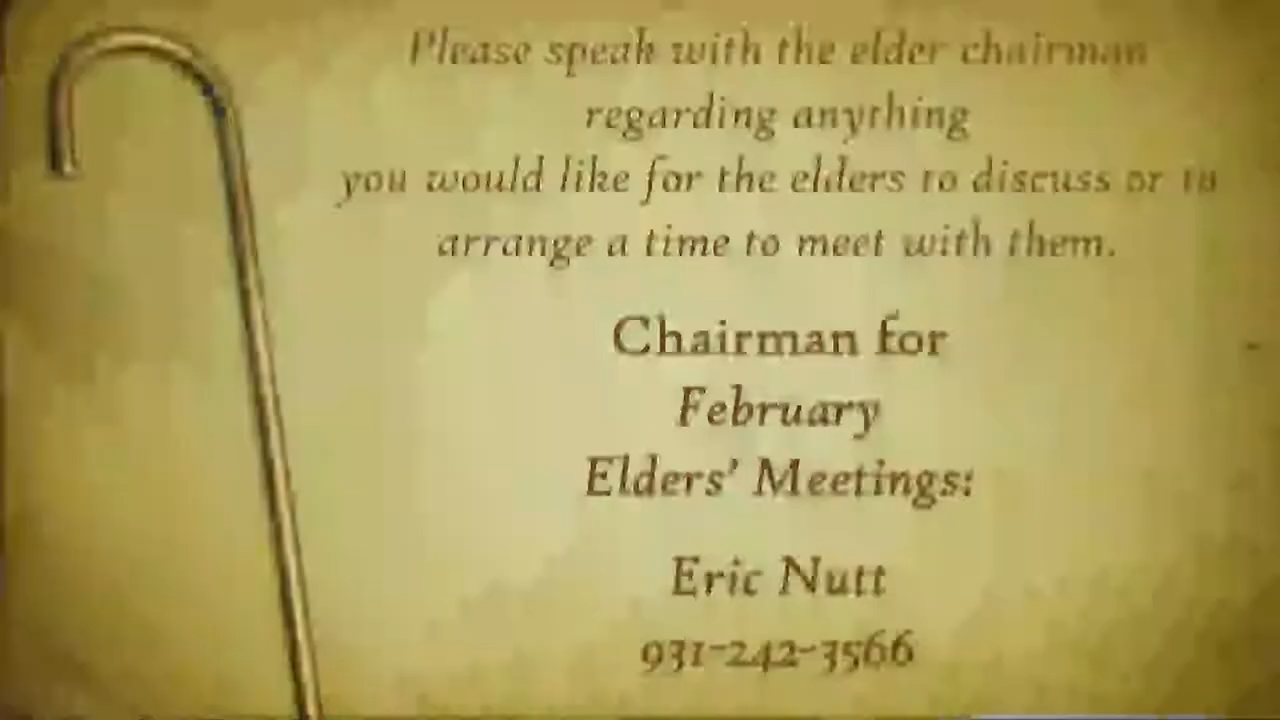 Please speak with the elder chairman
regarding anything
you would like for the elders to discuss or to
arrange a time to meet with them.
Chairman for
February
Elders' Meetings:
Eric Nutt
931-242-3566